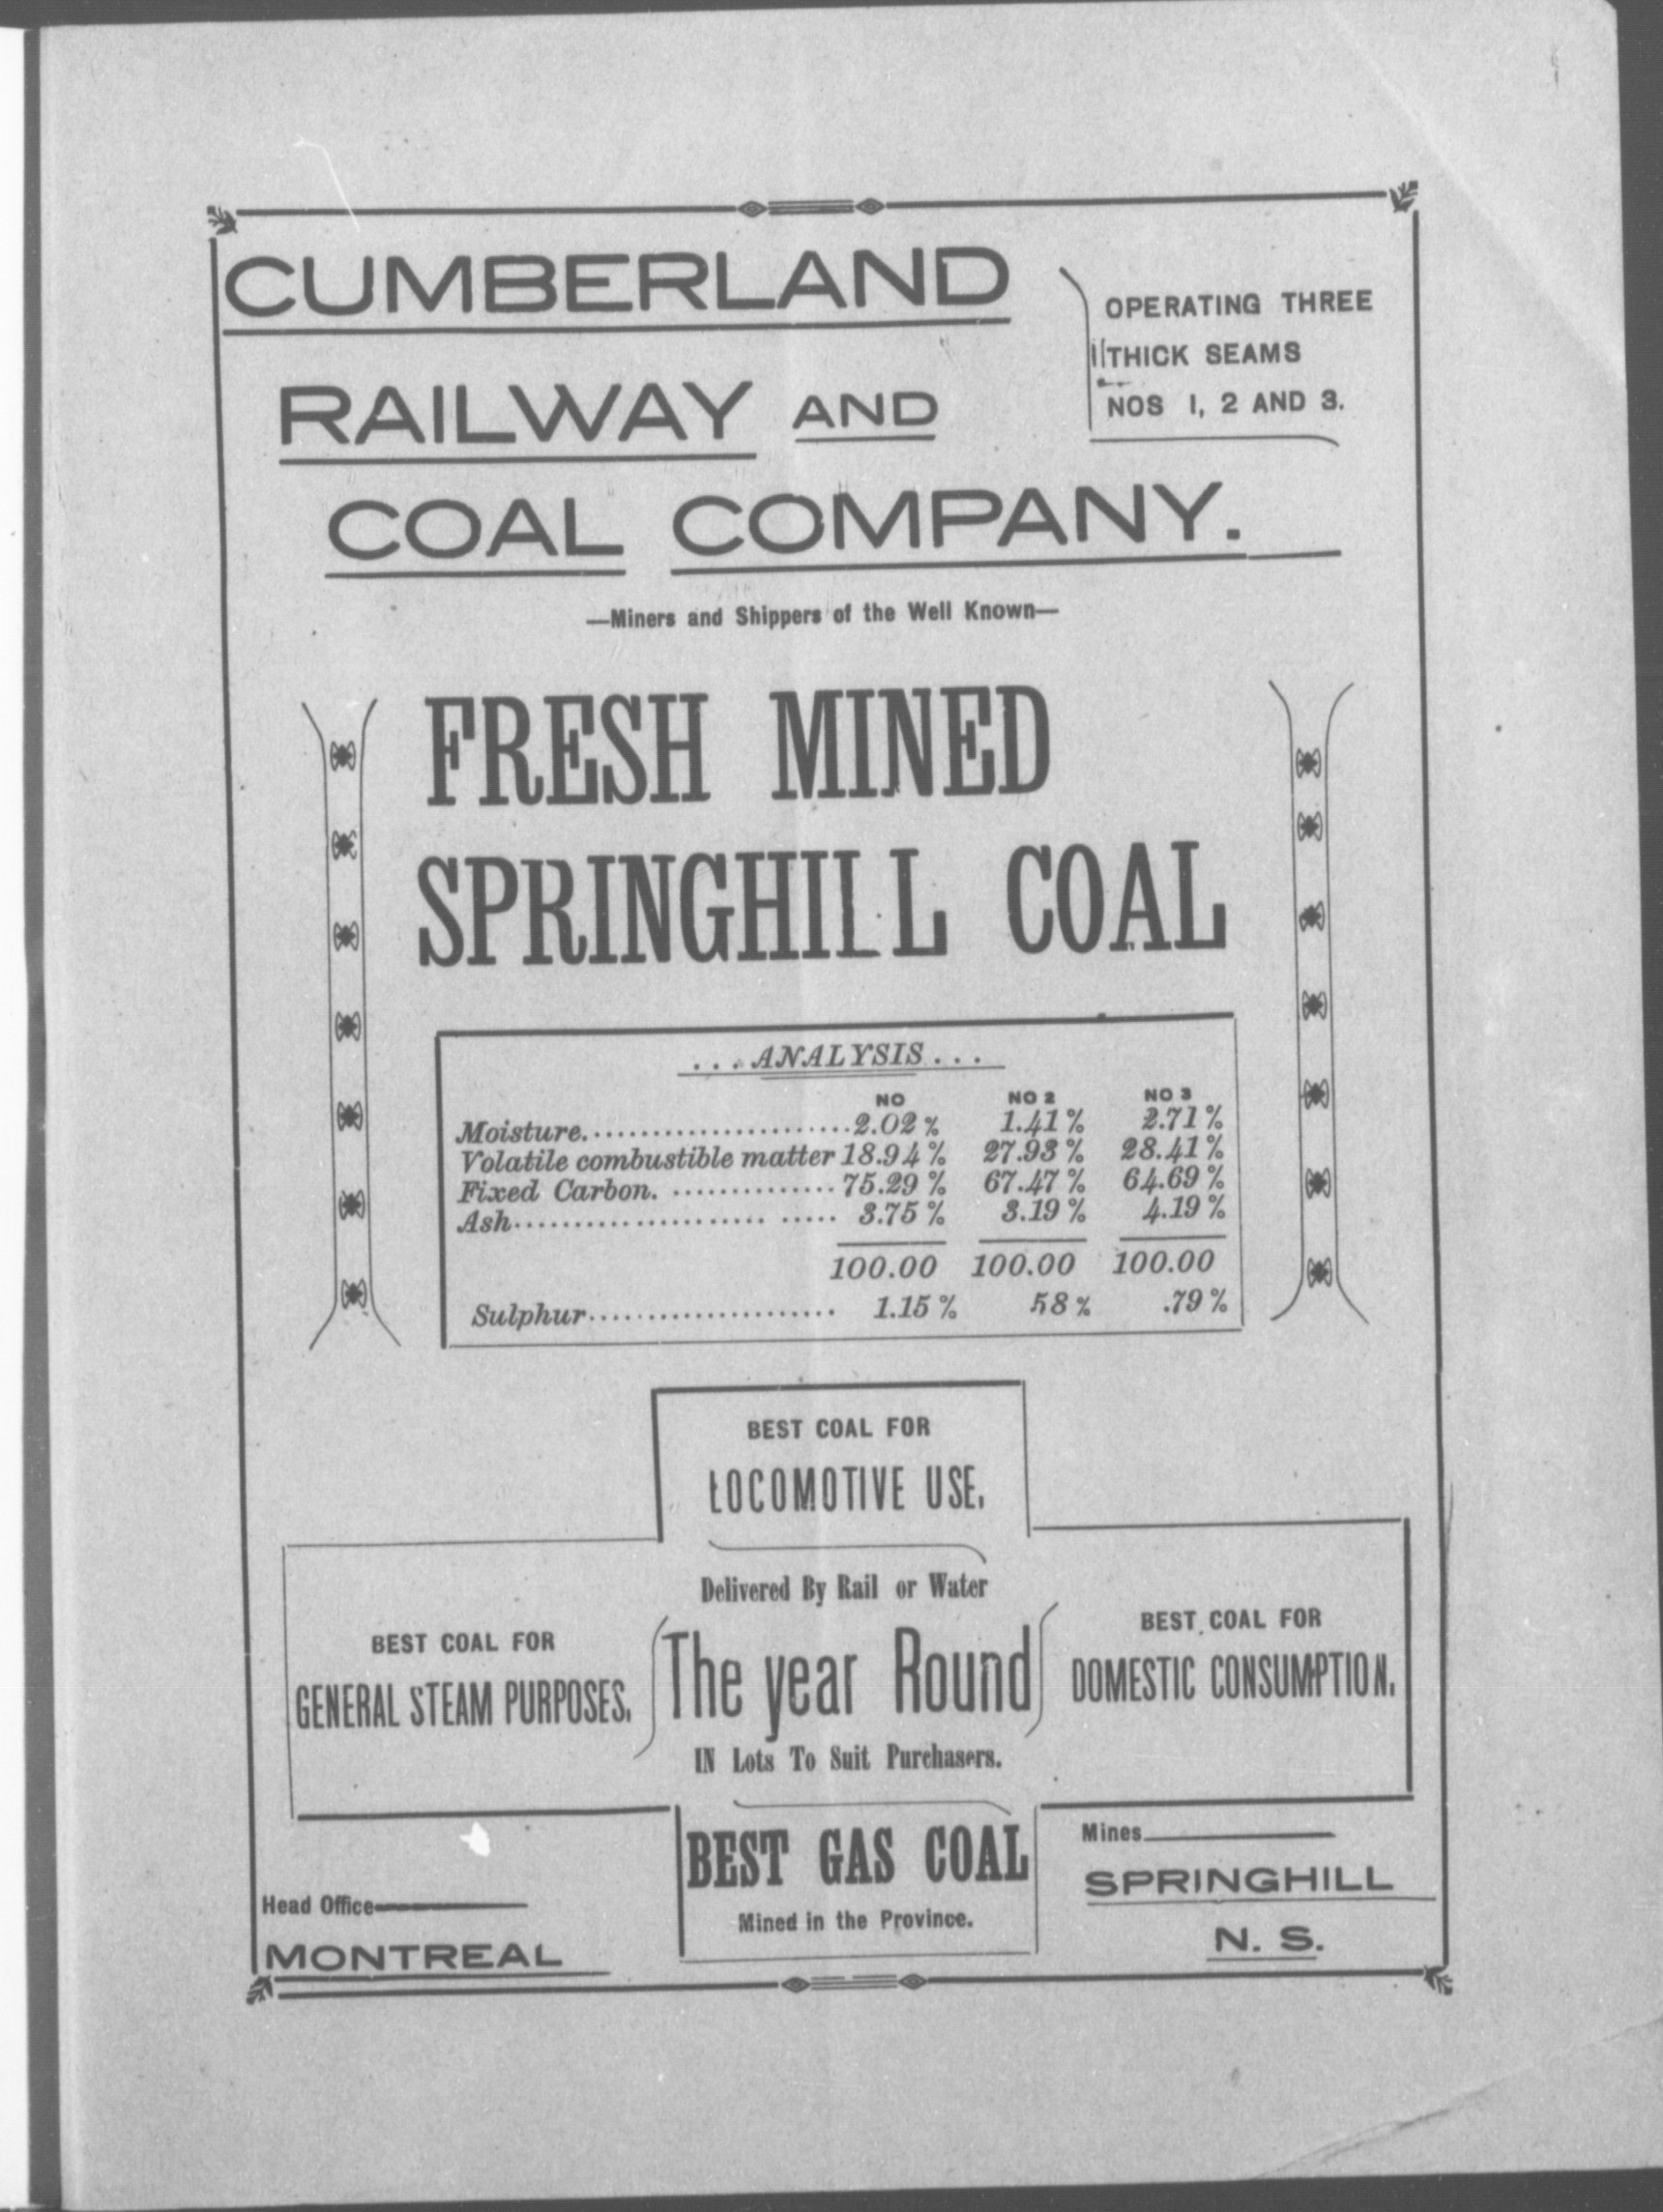 CUMBERLAND
RAILWAY AND
COAL COMPANY.
OPERATING THREE
THICK SEAMS
NOS 1, 2 AND 3.
—Miners and Shippers of the Well Known—
FRESH MINED
SPRINGHILL COAL
...ANALYSIS...
NO NO 2 NO 3
Moisture.......................2.02% 1.41% 2.71%
Volatile combustible matter 18.94% 27.93% 28.41%
Fixed Carbon. ..............75.29% 67.47% 64.69%
Ash...................... ..... 3.75% 3.19% 4.19%
100.00 100.00 100.00
Sulphur...................... 1.15% 58% .79%
BEST COAL FOR
LOCOMOTIVE USE,
Delivered By Rail or Water
The year Round
IN Lots To Suit Purchasers.
BEST COAL FOR
GENERAL STEAM PURPOSES,
BEST COAL FOR
DOMESTIC CONSUMPTION,
BEST GAS COAL
Mined in the Province.
Head Office
MONTREAL
Mines
SPRINGHILL
N. S.